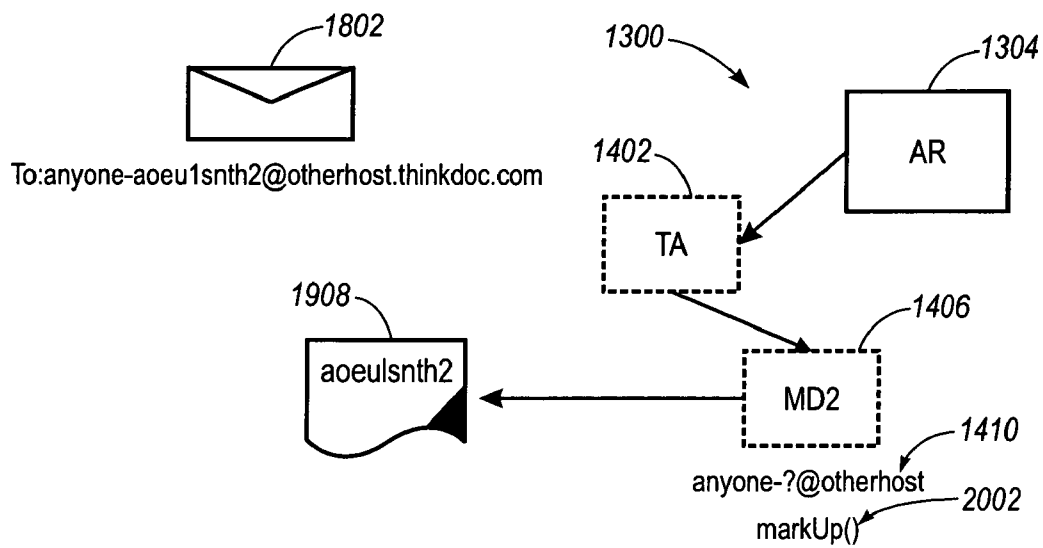 1802
1300
1304
AR
To:anyone-aoeu1snth2@otherhost.thinkdoc.com
1402
TA
1908
aoeulsnth2
1406
MD2
1410
anyone-?@otherhost
2002
markUp()